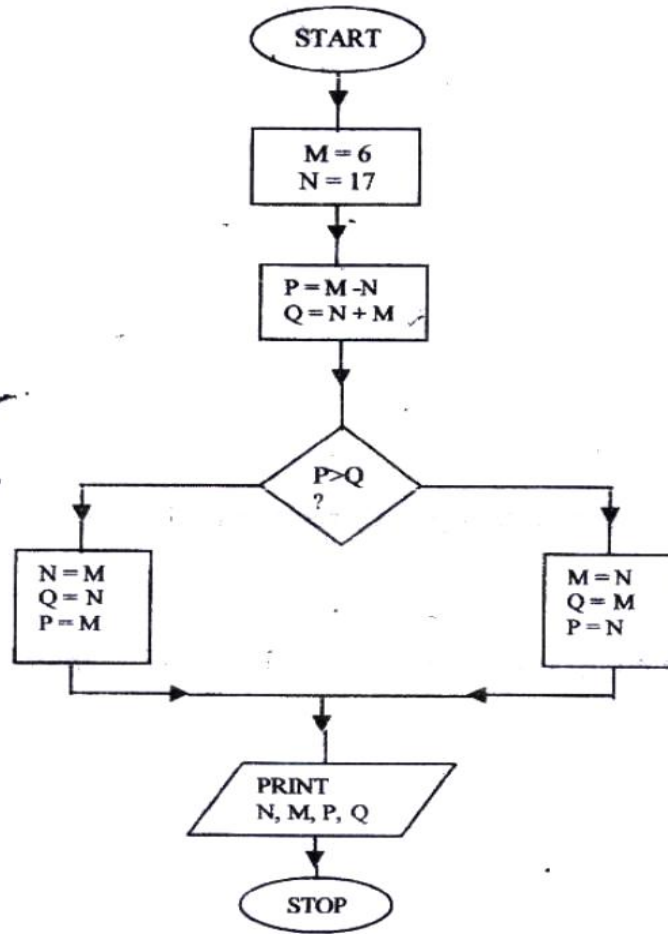 START
M = 6
N = 17
P = M -N
Q = N + M
P>Q
?
N = M
Q = N
P = M
M = N
Q = M
P = N
PRINT
N, M, P, Q
STOP